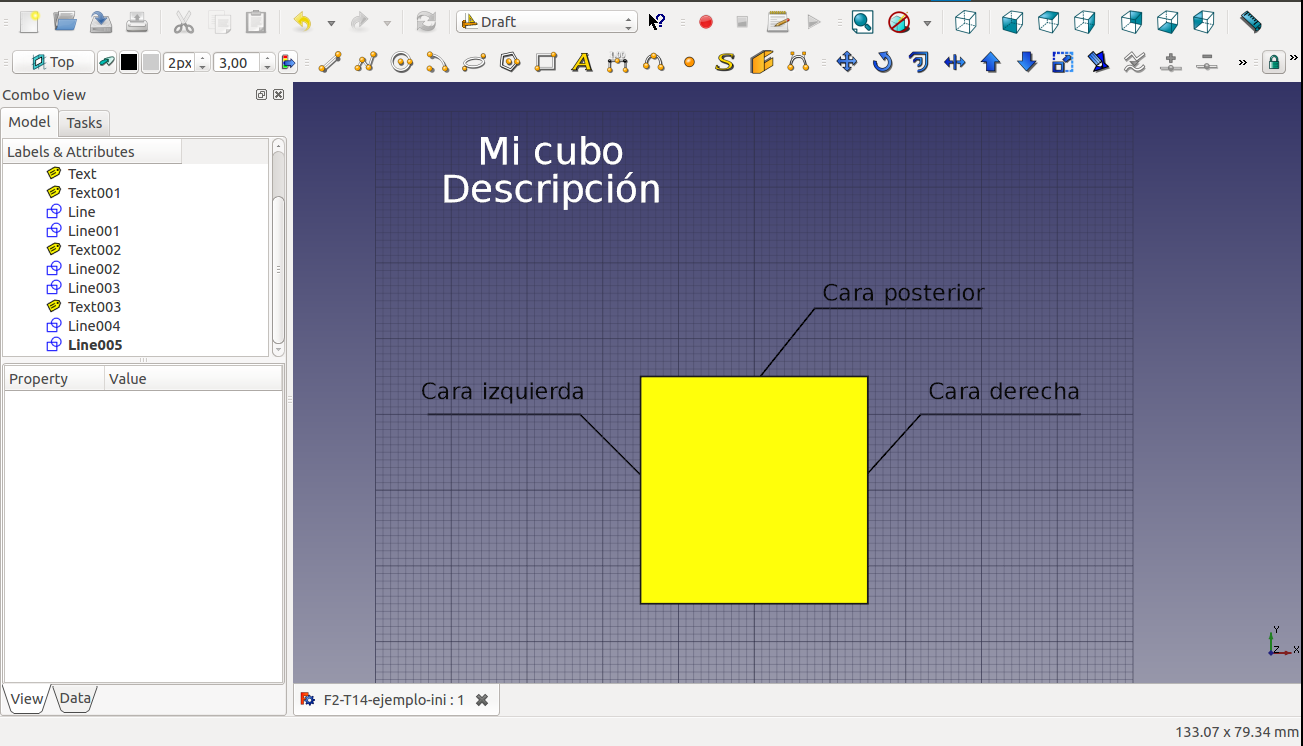 Draft
Top
2px
3,00
Combo View
Model
Tasks
Labels & Attributes
Text
Text001
Line
Line001
Text002
Line002
Line003
Text003
Line004
Line005
Property
Value
View
Data
Mi cubo
Descripción
Cara posterior
Cara izquierda
Cara derecha
Y
Z
X
F2-T14-ejemplo-ini : 1
133.07 x 79.34 mm